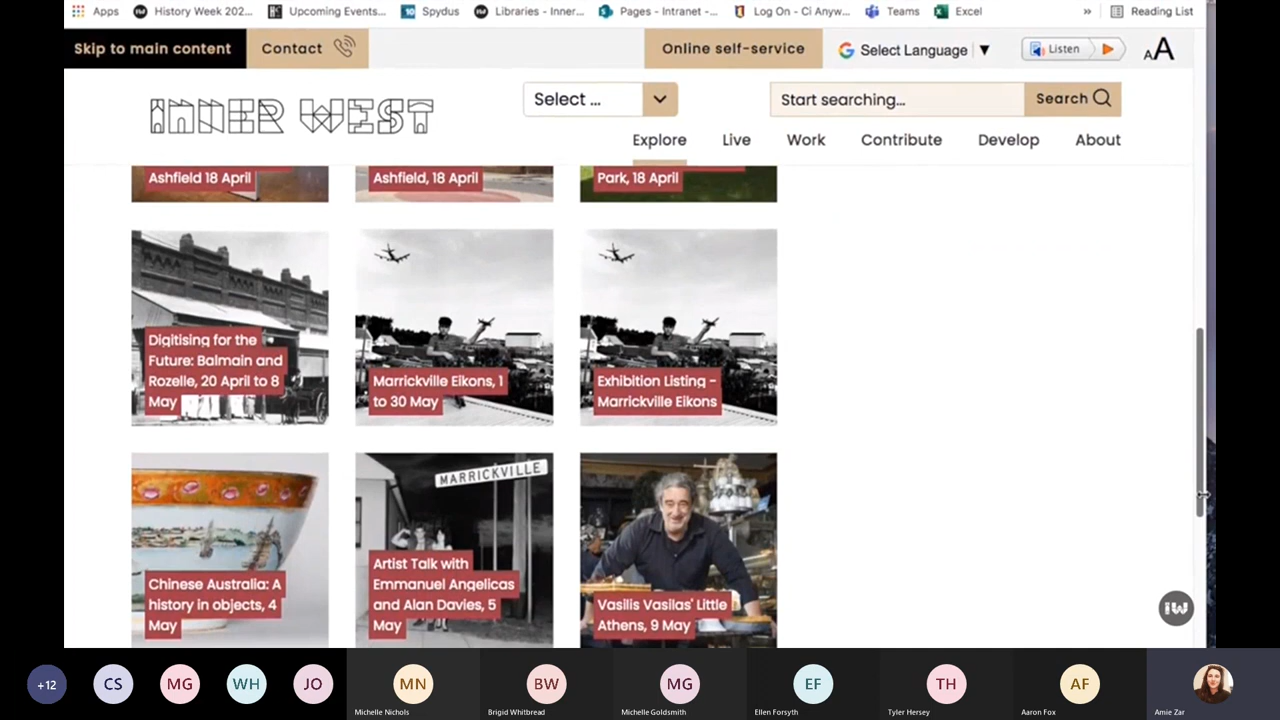 Apps
History Week 202...
Upcoming Events...
Spydus
Libraries - Inner...
Pages - Intranet -...
Log On - Ci Anyw...
Teams
Excel
»
Reading List
Skip to main content
Contact
Online self-service
Select Language ▼
Listen
AA
INNER WEST
Select ...
Start searching...
Search
Explore
Live
Work
Contribute
Develop
About
Ashfield 18 April
Ashfield, 18 April
Park, 18 April
Digitising for the
Future: Balmain and
Rozelle, 20 April to 8
May
Marrickville Eikons, 1
to 30 May
Exhibition Listing -
Marrickville Eikons
MARRICKVILLE
Chinese Australia: A
history in objects, 4
May
Artist Talk with
Emmanuel Angelicas
and Alan Davies, 5
May
Vasilis Vasilas' Little
Athens, 9 May
iw
+12
CS
MG
WH
JO
MN
Michelle Nichols
BW
Brigid Whitbread
MG
Michelle Goldsmith
EF
Ellen Forsyth
TH
Tyler Hersey
AF
Aaron Fox
Amie Zar